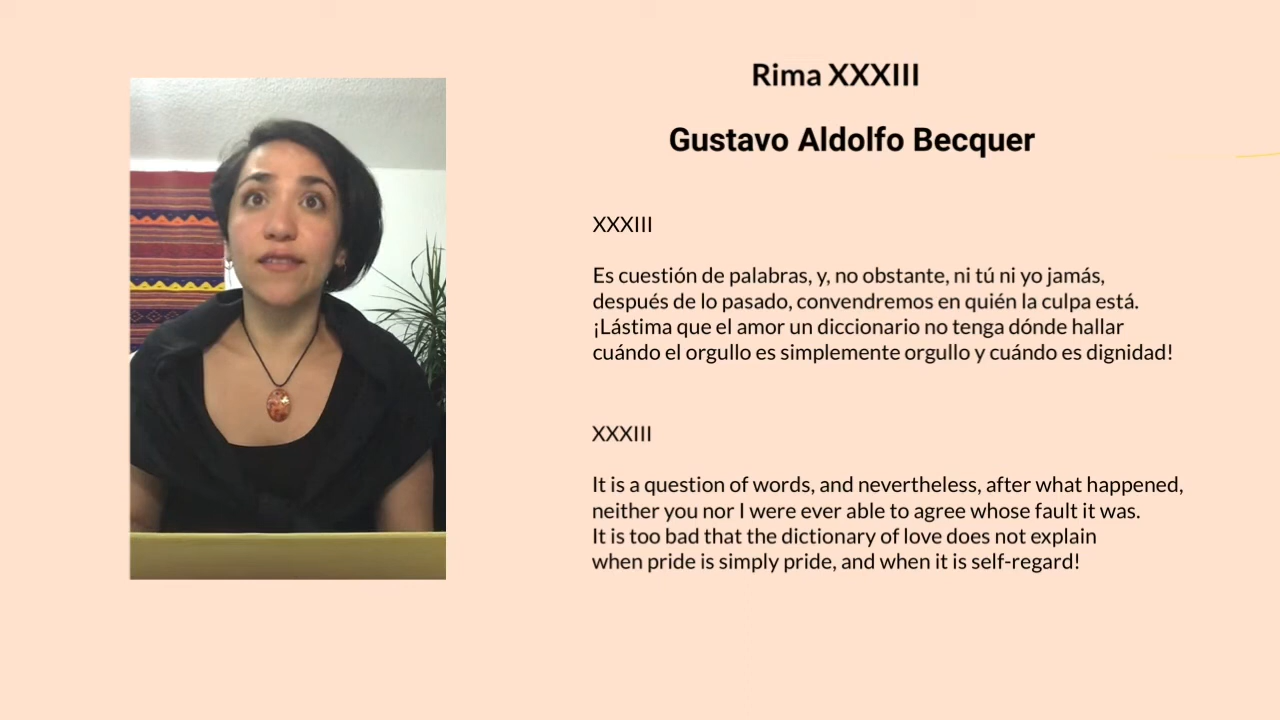 Rima XXXIII
Gustavo Aldolfo Becquer
XXXIII
Es cuestión de palabras, y, no obstante, ni tú ni yo jamás,
después de lo pasado, convendremos en quién la culpa está.
¡Lástima que el amor un diccionario no tenga dónde hallar
cuándo el orgullo es simplemente orgullo y cuándo es dignidad!
XXXIII
It is a question of words, and nevertheless, after what happened,
neither you nor I were ever able to agree whose fault it was.
It is too bad that the dictionary of love does not explain
when pride is simply pride, and when it is self-regard!